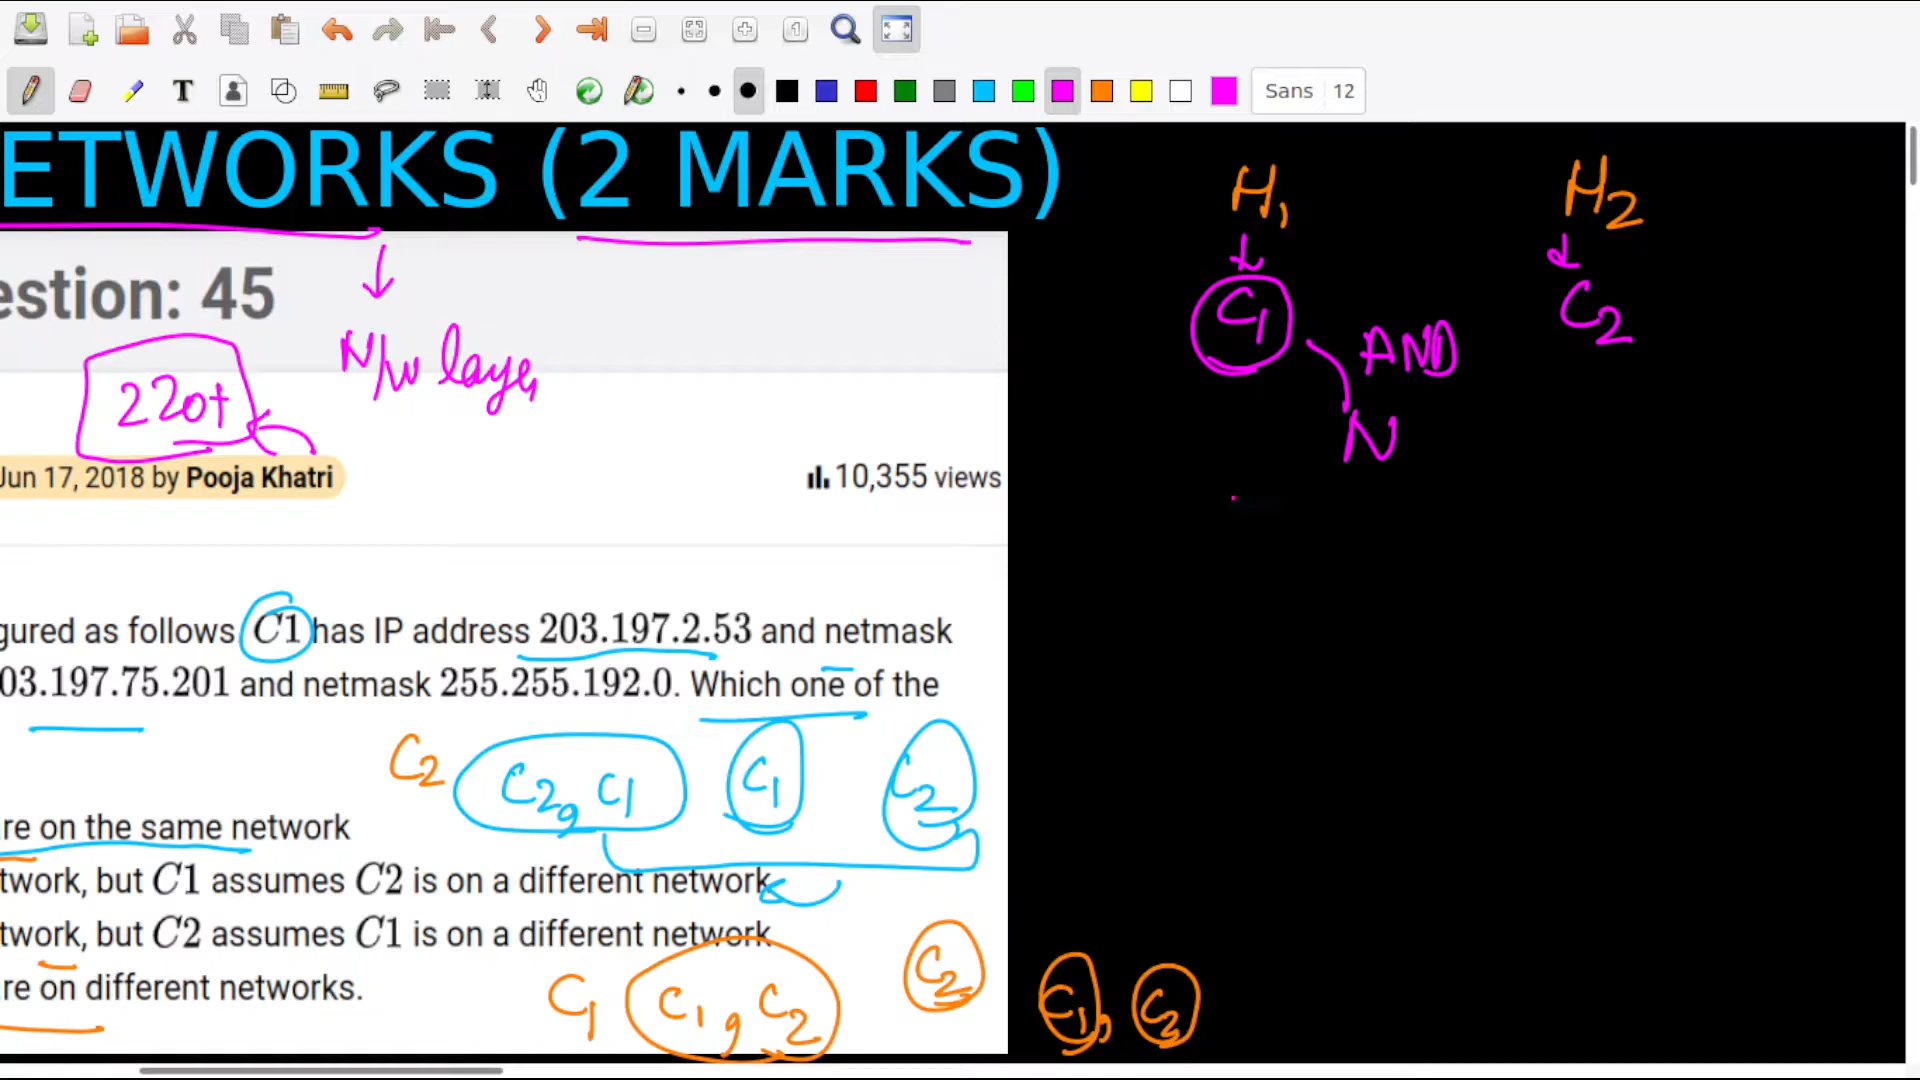 Sans 12
ETWORKS (2 MARKS)
H1 H2
estion: 45
C1 C2
N/w layer
AND
220+
N
Jun 17, 2018 by Pooja Khatri
10,355 views
gured as follows C1 has IP address 203.197.2.53 and netmask
03.197.75.201 and netmask 255.255.192.0. Which one of the
C2 C2, C1 C1 C2
re on the same network
twork, but C1 assumes C2 is on a different network
twork, but C2 assumes C1 is on a different network
re on different networks.
C1 C1, C2 C2 C1, C2